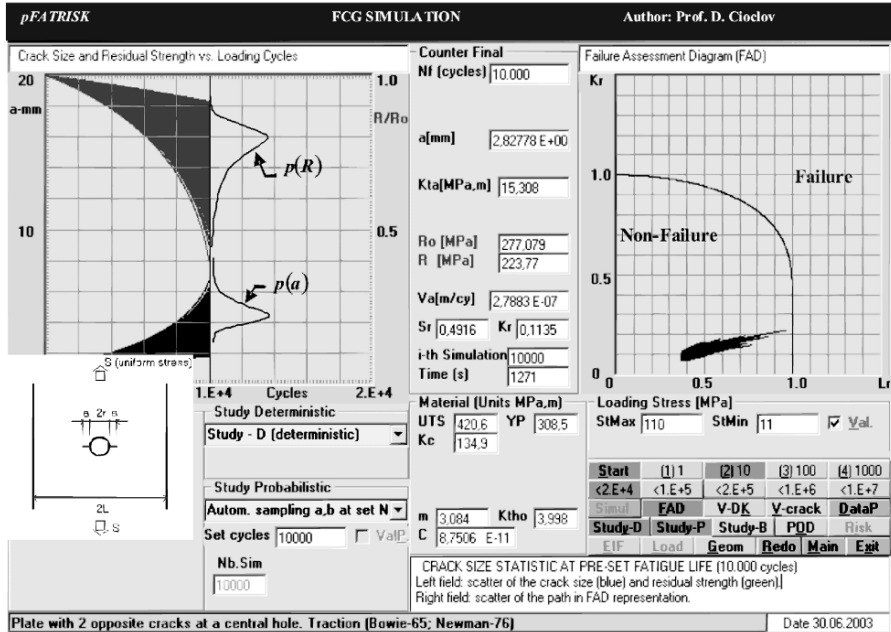 pFATRISK FCG SIMULATION Author: Prof. D. Cioclov
Crack Size and Residual Strength vs. Loading Cycles
20
a-mm
10
1.0
R/Ro
0.5
p(R)
p(a)
1.E+4 Cycles 2.E+4
S (uniform stress)
a 2r a
2L
S
Counter Final
Nf (cycles) 10.000
a[mm] 2,82778 E+00
Kta[MPa,m] 15,308
Ro [MPa] 277,079
R [MPa] 223,77
Va[m/cy] 2,7883 E-07
Sr 0,4916 Kr 0,1135
i-th Simulation 10000
Time (s) 1271
Failure Assessment Diagram (FAD)
Kr
1.0
Failure
Non-Failure
0.5
0
0 0.5 1.0 Lr
Study Deterministic
Study - D (deterministic)
Study Probabilistic
Autom. sampling a,b at set N
Set cycles 10000 ValP.
Nb.Sim
10000
Material (Units MPa,m)
UTS 420,6 YP 308,5
Kc 134,9
m 3,084 Ktho 3,998
C 8,7506 E-11
Loading Stress [MPa]
StMax 110 StMin 11 Val.
Start (1) 1 (2) 10 (3) 100 (4) 1000
<2.E+4 <1.E+5 <2.E+5 <1.E+6 <1.E+7
Simul FAD V-DK V-crack DataP
Study-D Study-P Study-B POD Risk
EIF Load Geom Redo Main Exit
CRACK SIZE STATISTIC AT PRE-SET FATIGUE LIFE (10.000 cycles)
Left field: scatter of the crack size (blue) and residual strength (green).
Right field: scatter of the path in FAD representation.
Plate with 2 opposite cracks at a central hole. Traction (Bowie-65; Newman-76) Date 30.06.2003